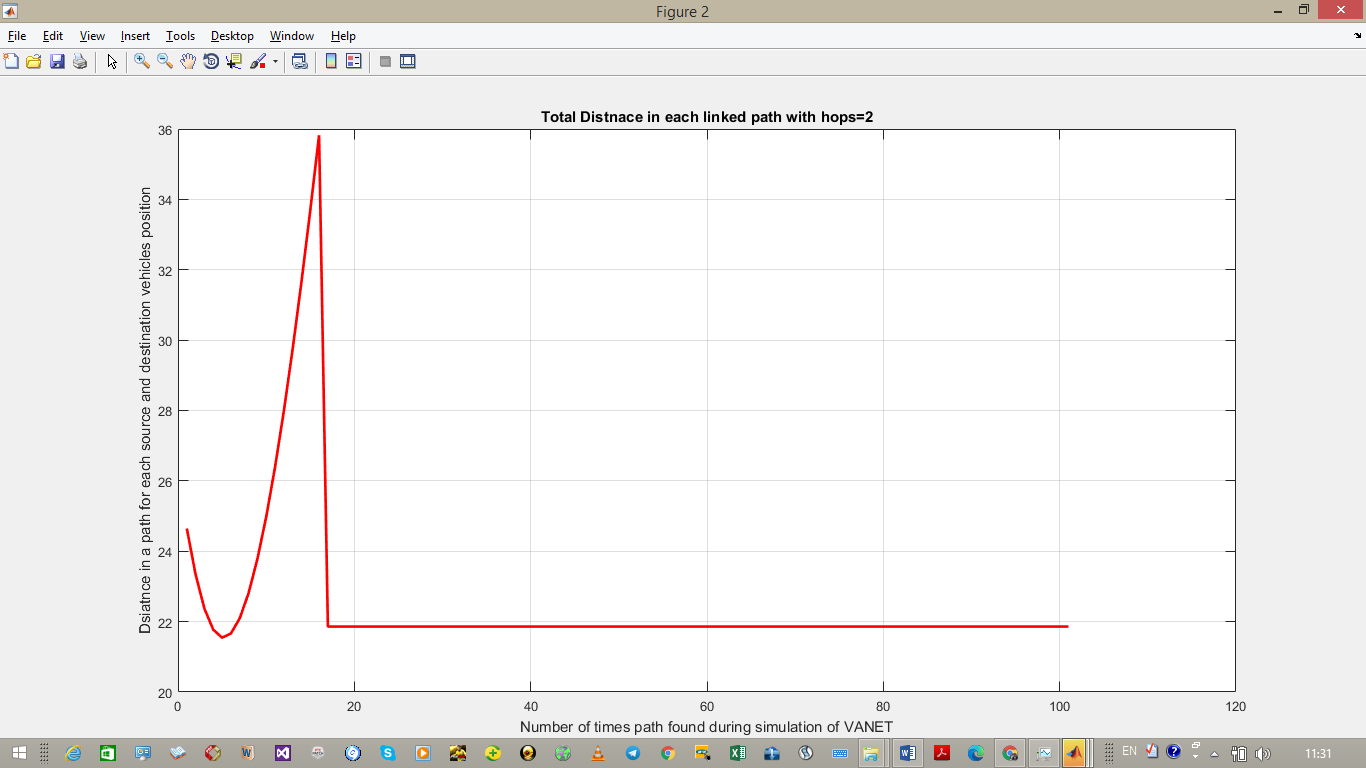 Figure 2
File Edit View Insert Tools Desktop Window Help
Total Distnace in each linked path with hops=2
Dsiatnce in a path for each source and destination vehicles position
36
34
32
30
28
26
24
22
20
0 20 40 60 80 100 120
Number of times path found during simulation of VANET
EN 11:31